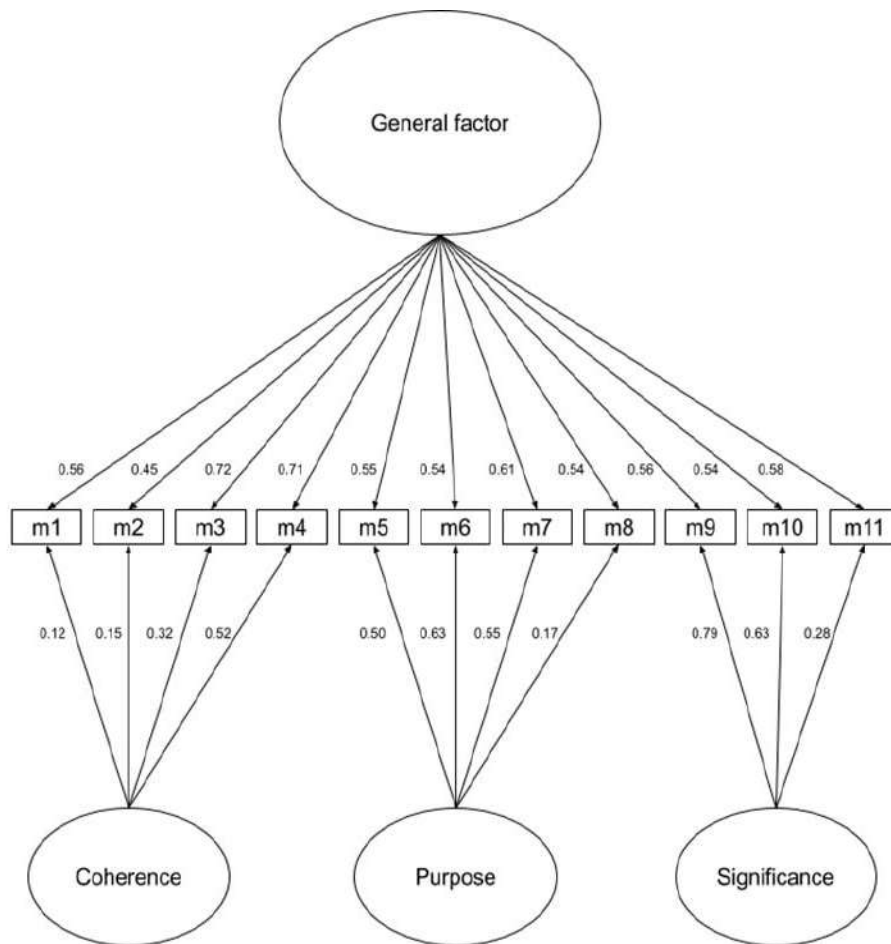 General factor
0.56 0.45 0.72 0.71 0.55 0.54 0.61 0.54 0.56 0.54 0.58
m1 m2 m3 m4 m5 m6 m7 m8 m9 m10 m11
0.12 0.15 0.32 0.52 0.50 0.63 0.55 0.17 0.79 0.63 0.28
Coherence Purpose Significance